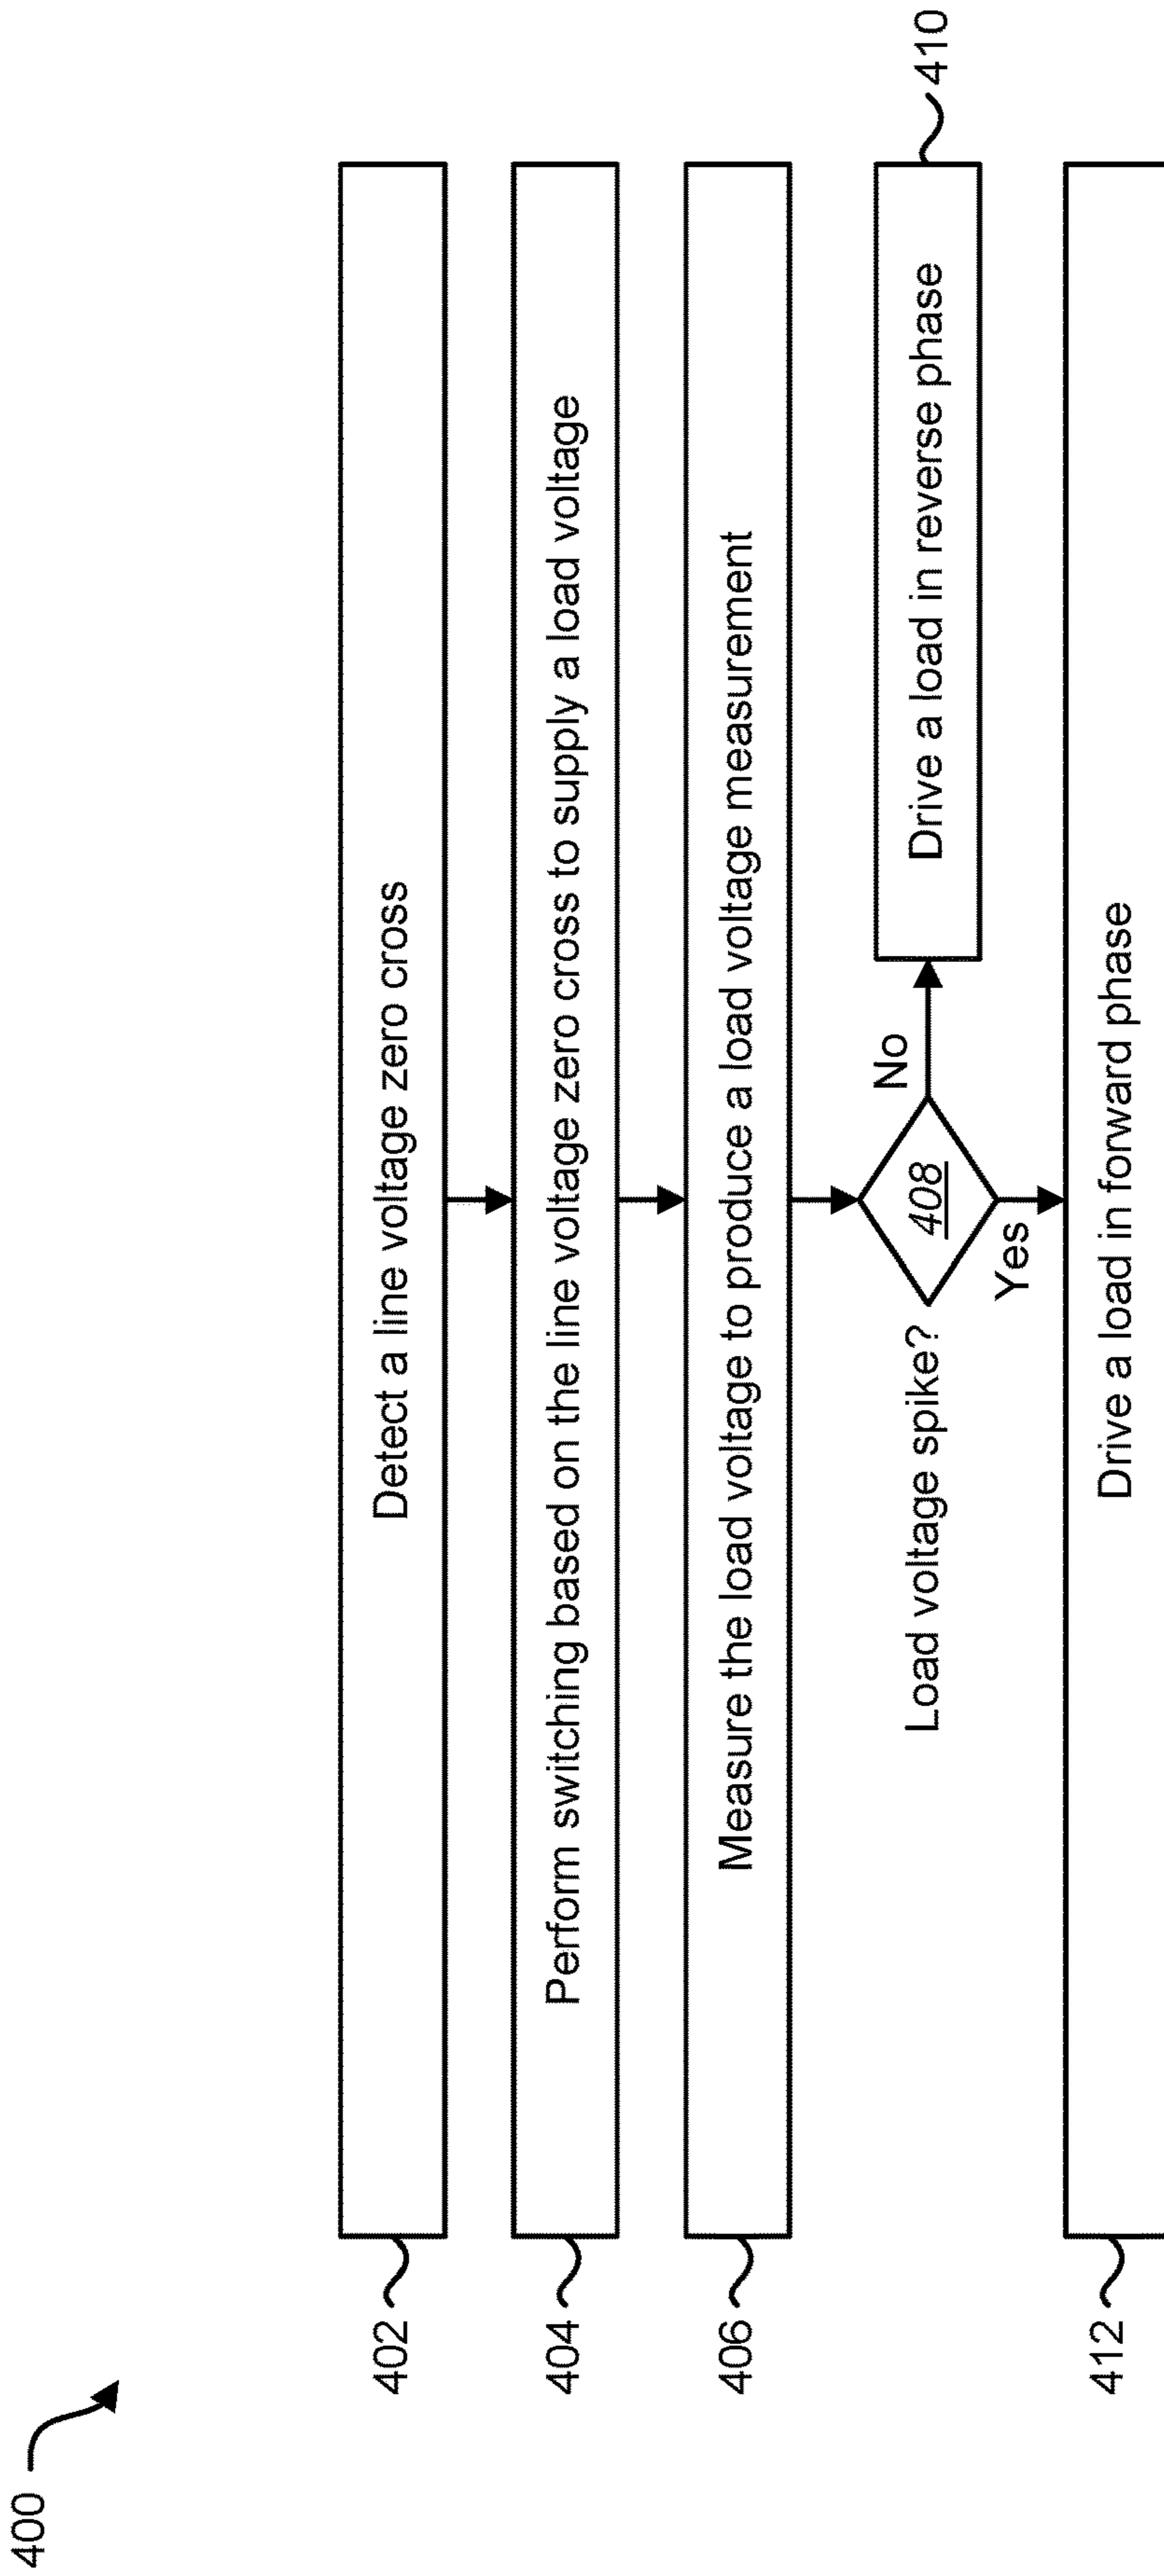 400
402
Detect a line voltage zero cross
404
Perform switching based on the line voltage zero cross to supply a load voltage
406
Measure the load voltage to produce a load voltage measurement
Load voltage spike?
408
No
Drive a load in reverse phase
410
Yes
412
Drive a load in forward phase